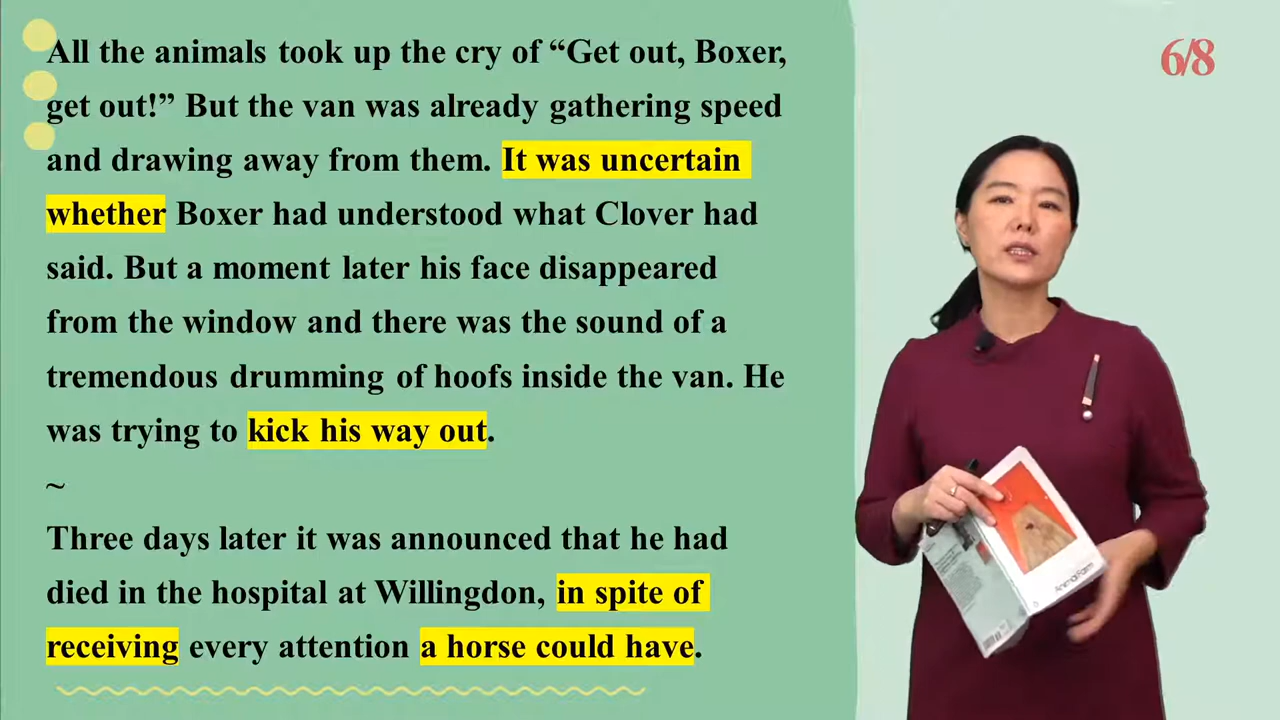 All the animals took up the cry of “Get out, Boxer,
get out!” But the van was already gathering speed
and drawing away from them. It was uncertain
whether Boxer had understood what Clover had
said. But a moment later his face disappeared
from the window and there was the sound of a
tremendous drumming of hoofs inside the van. He
was trying to kick his way out.
~
Three days later it was announced that he had
died in the hospital at Willingdon, in spite of
receiving every attention a horse could have.
6/8
Animal Farm